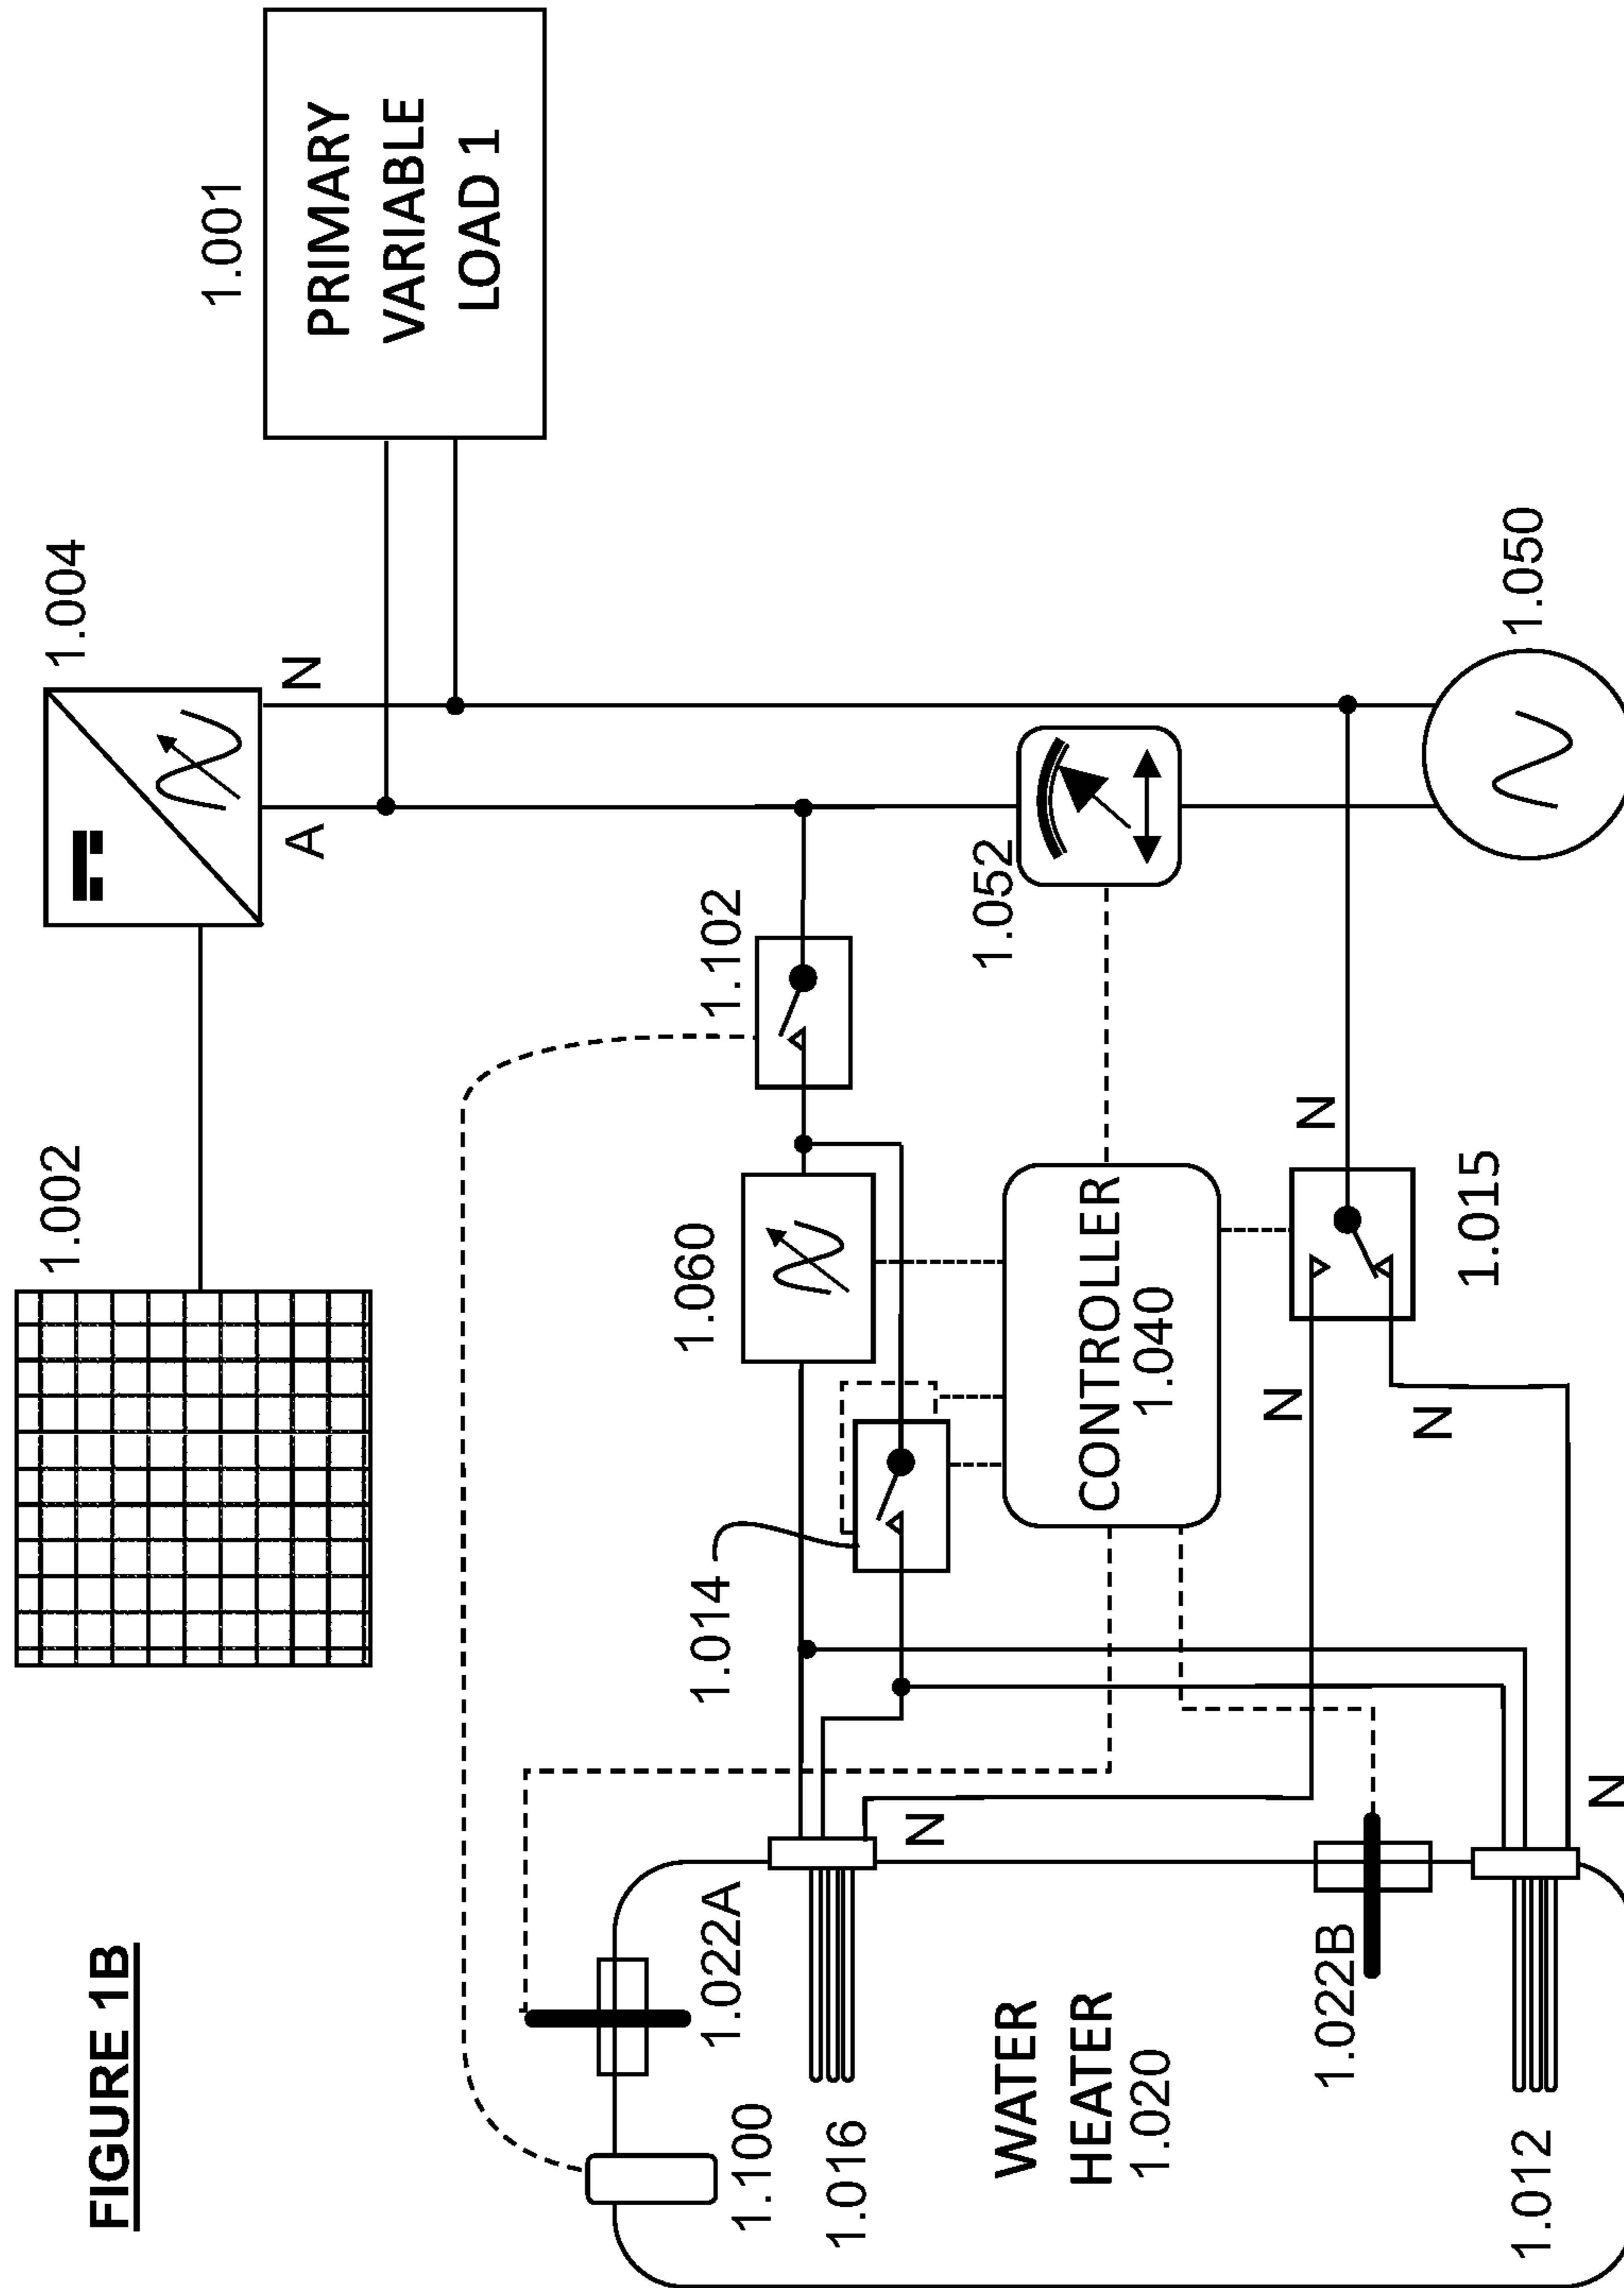 FIGURE 1B
1.002
1.004
1.001
PRIMARY
VARIABLE
LOAD 1
A
N
1.102
1.060
1.014
1.052
CONTROLLER
1.040
1.022A
1.100
1.016
N
WATER
HEATER
1.020
N
N
N
1.015
1.022B
1.012
N
1.050